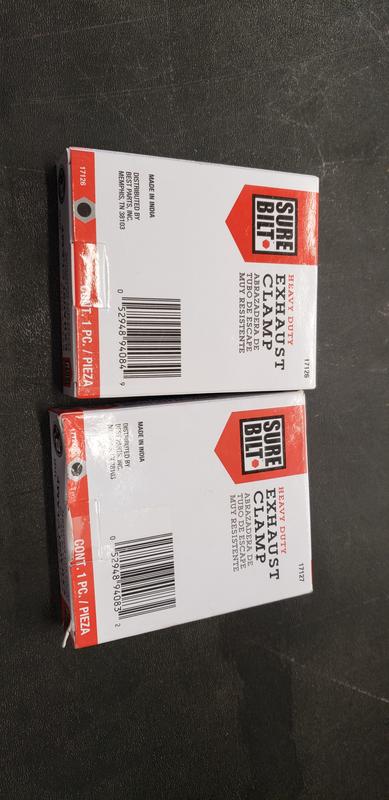 SURE
BILT
HEAVY DUTY
EXHAUST
CLAMP
ABRAZADERA DE
TUBO DE ESCAPE
MUY RESISTENTE
17126
MADE IN INDIA
DISTRIBUTED BY
BEST PARTS, INC.
MEMPHIS, TN 38103
0 52948 94084 9
17126
CONT. 1 PC. / PIEZA
SURE
BILT
HEAVY DUTY
EXHAUST
CLAMP
ABRAZADERA DE
TUBO DE ESCAPE
MUY RESISTENTE
17127
MADE IN INDIA
DISTRIBUTED BY
PARTS, INC.
0 52948 94083 2
CONT. 1 PC. / PIEZA